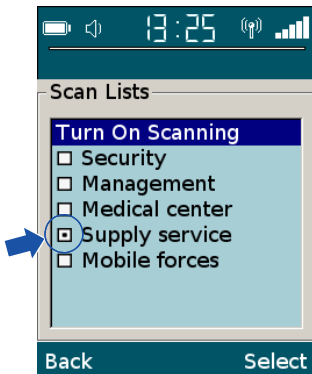 13:25
Scan Lists
Turn On Scanning
Security
Management
Medical center
Supply service
Mobile forces
Back Select